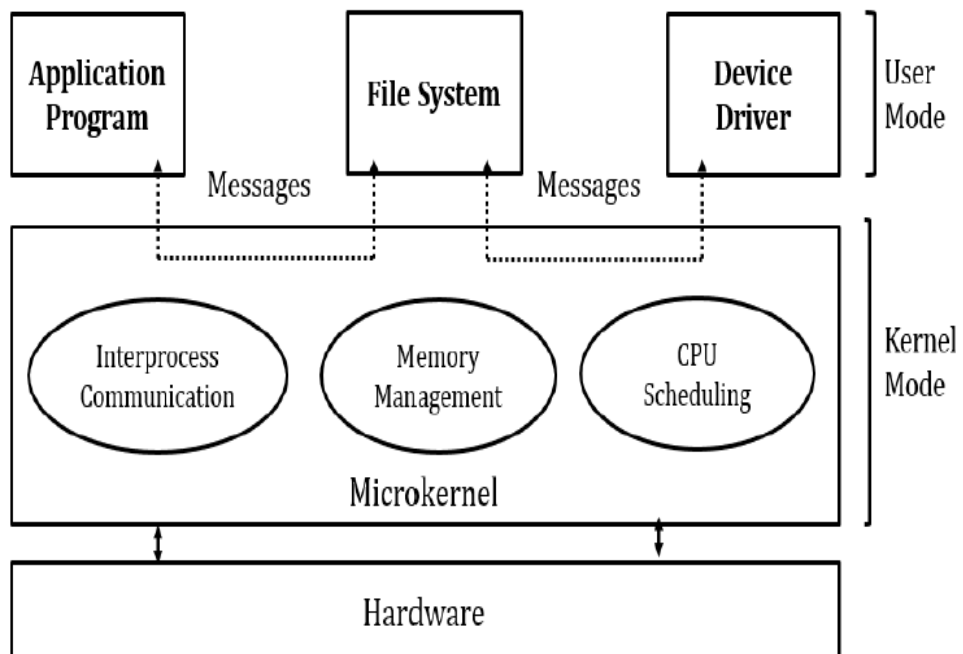 Application
Program
File System
Device
Driver
User
Mode
Messages
Messages
Interprocess
Communication
Memory
Management
CPU
Scheduling
Kernel
Mode
Microkernel
Hardware